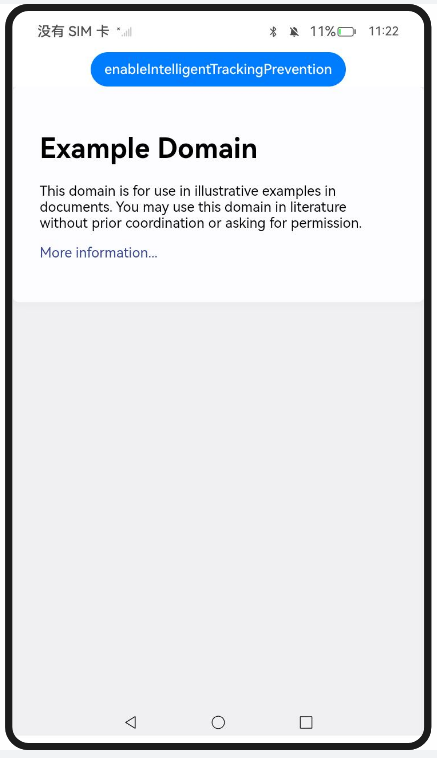 没有 SIM 卡 11% 11:22
enableIntelligentTrackingPrevention
Example Domain
This domain is for use in illustrative examples in
documents. You may use this domain in literature
without prior coordination or asking for permission.
More information...